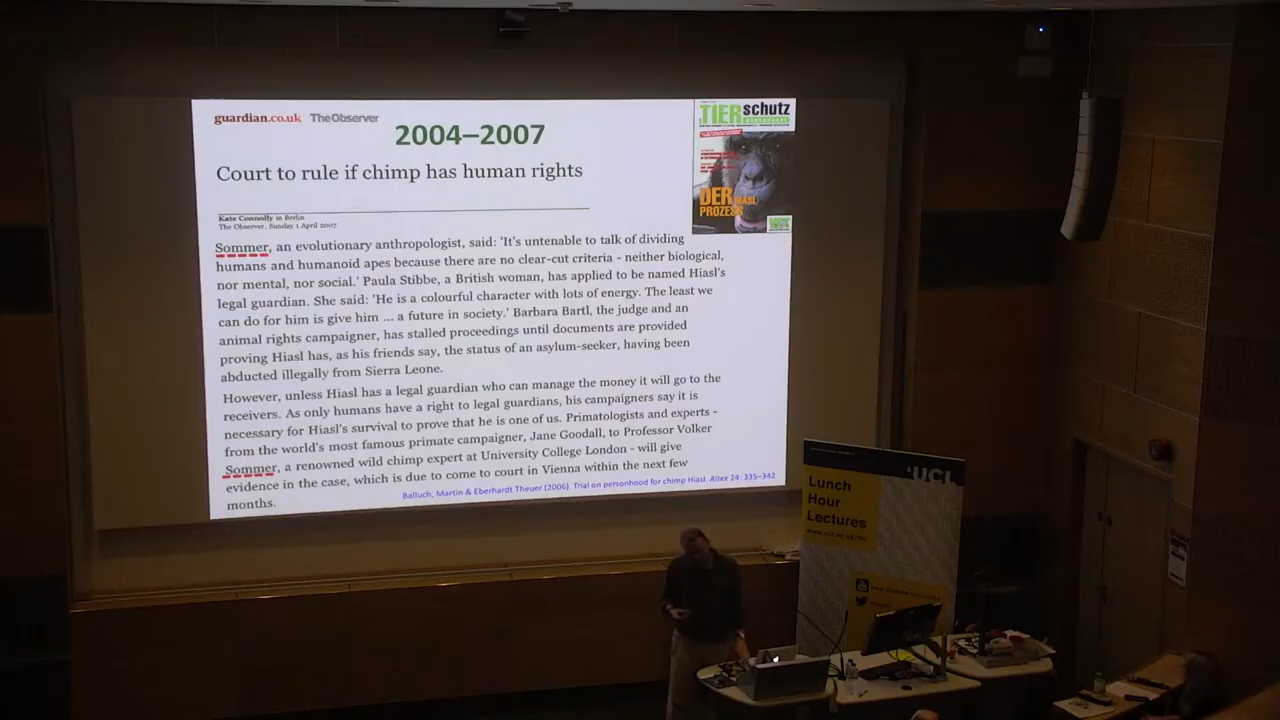 guardian.co.uk TheObserver
2004–2007
Court to rule if chimp has human rights
Kate Connolly in Berlin
The Observer, Sunday 1 April 2007
Sommer, an evolutionary anthropologist, said: 'It's untenable to talk of dividing
humans and humanoid apes because there are no clear-cut criteria - neither biological,
nor mental, nor social.' Paula Stibbe, a British woman, has applied to be named Hiasl's
legal guardian. She said: 'He is a colourful character with lots of energy. The least we
can do for him is give him ... a future in society.' Barbara Bartl, the judge and an
animal rights campaigner, has stalled proceedings until documents are provided
proving Hiasl has, as his friends say, the status of an asylum-seeker, having been
abducted illegally from Sierra Leone.
However, unless Hiasl has a legal guardian who can manage the money it will go to the
receivers. As only humans have a right to legal guardians, his campaigners say it is
necessary for Hiasl's survival to prove that he is one of us. Primatologists and experts -
from the world's most famous primate campaigner, Jane Goodall, to Professor Volker
Sommer, a renowned wild chimp expert at University College London - will give
evidence in the case, which is due to come to court in Vienna within the next few
months.
Balluch, Martin & Eberhardt Theuer (2006). Trial on personhood for chimp Hiasl. Altex 24: 335–342
TIERschutz
DER HIASL
PROZESS
UCL
Lunch
Hour
Lectures
www.ucl.ac.uk/lhl